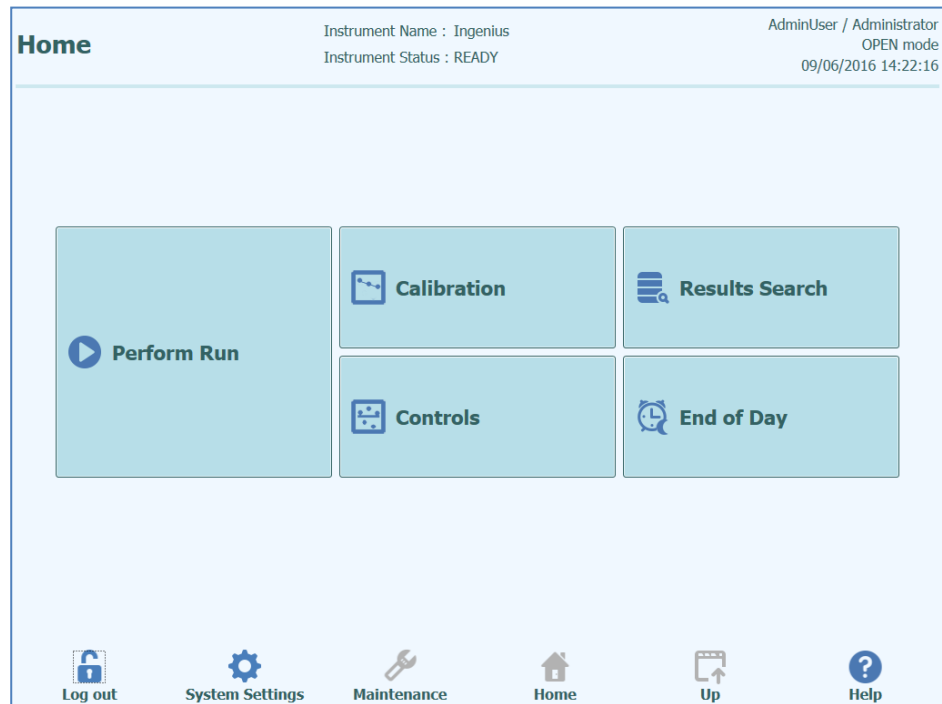 Home
Instrument Name : Ingenius
Instrument Status : READY
AdminUser / Administrator
OPEN mode
09/06/2016 14:22:16
Perform Run
Calibration
Results Search
Controls
End of Day
Log out
System Settings
Maintenance
Home
Up
Help